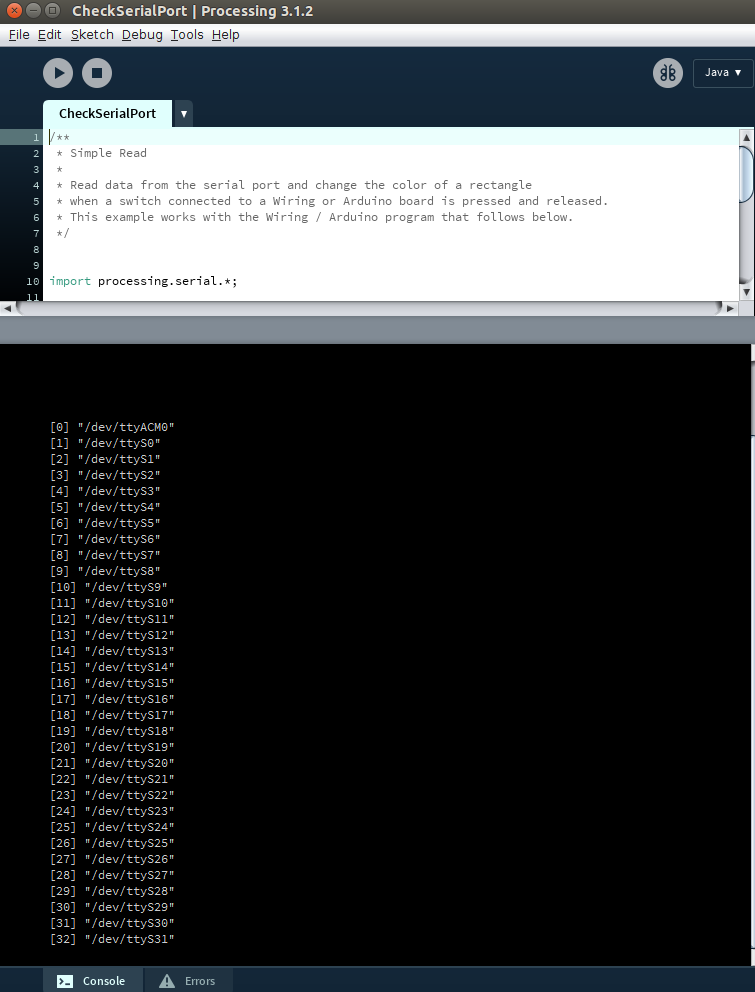 CheckSerialPort | Processing 3.1.2
File Edit Sketch Debug Tools Help
Java ▼
CheckSerialPort ▼
1 /**
2  * Simple Read
3  *
4  * Read data from the serial port and change the color of a rectangle
5  * when a switch connected to a Wiring or Arduino board is pressed and released.
6  * This example works with the Wiring / Arduino program that follows below.
7  */
8
9
10 import processing.serial.*;
11
[0] "/dev/ttyACM0"
[1] "/dev/ttyS0"
[2] "/dev/ttyS1"
[3] "/dev/ttyS2"
[4] "/dev/ttyS3"
[5] "/dev/ttyS4"
[6] "/dev/ttyS5"
[7] "/dev/ttyS6"
[8] "/dev/ttyS7"
[9] "/dev/ttyS8"
[10] "/dev/ttyS9"
[11] "/dev/ttyS10"
[12] "/dev/ttyS11"
[13] "/dev/ttyS12"
[14] "/dev/ttyS13"
[15] "/dev/ttyS14"
[16] "/dev/ttyS15"
[17] "/dev/ttyS16"
[18] "/dev/ttyS17"
[19] "/dev/ttyS18"
[20] "/dev/ttyS19"
[21] "/dev/ttyS20"
[22] "/dev/ttyS21"
[23] "/dev/ttyS22"
[24] "/dev/ttyS23"
[25] "/dev/ttyS24"
[26] "/dev/ttyS25"
[27] "/dev/ttyS26"
[28] "/dev/ttyS27"
[29] "/dev/ttyS28"
[30] "/dev/ttyS29"
[31] "/dev/ttyS30"
[32] "/dev/ttyS31"
Console Errors